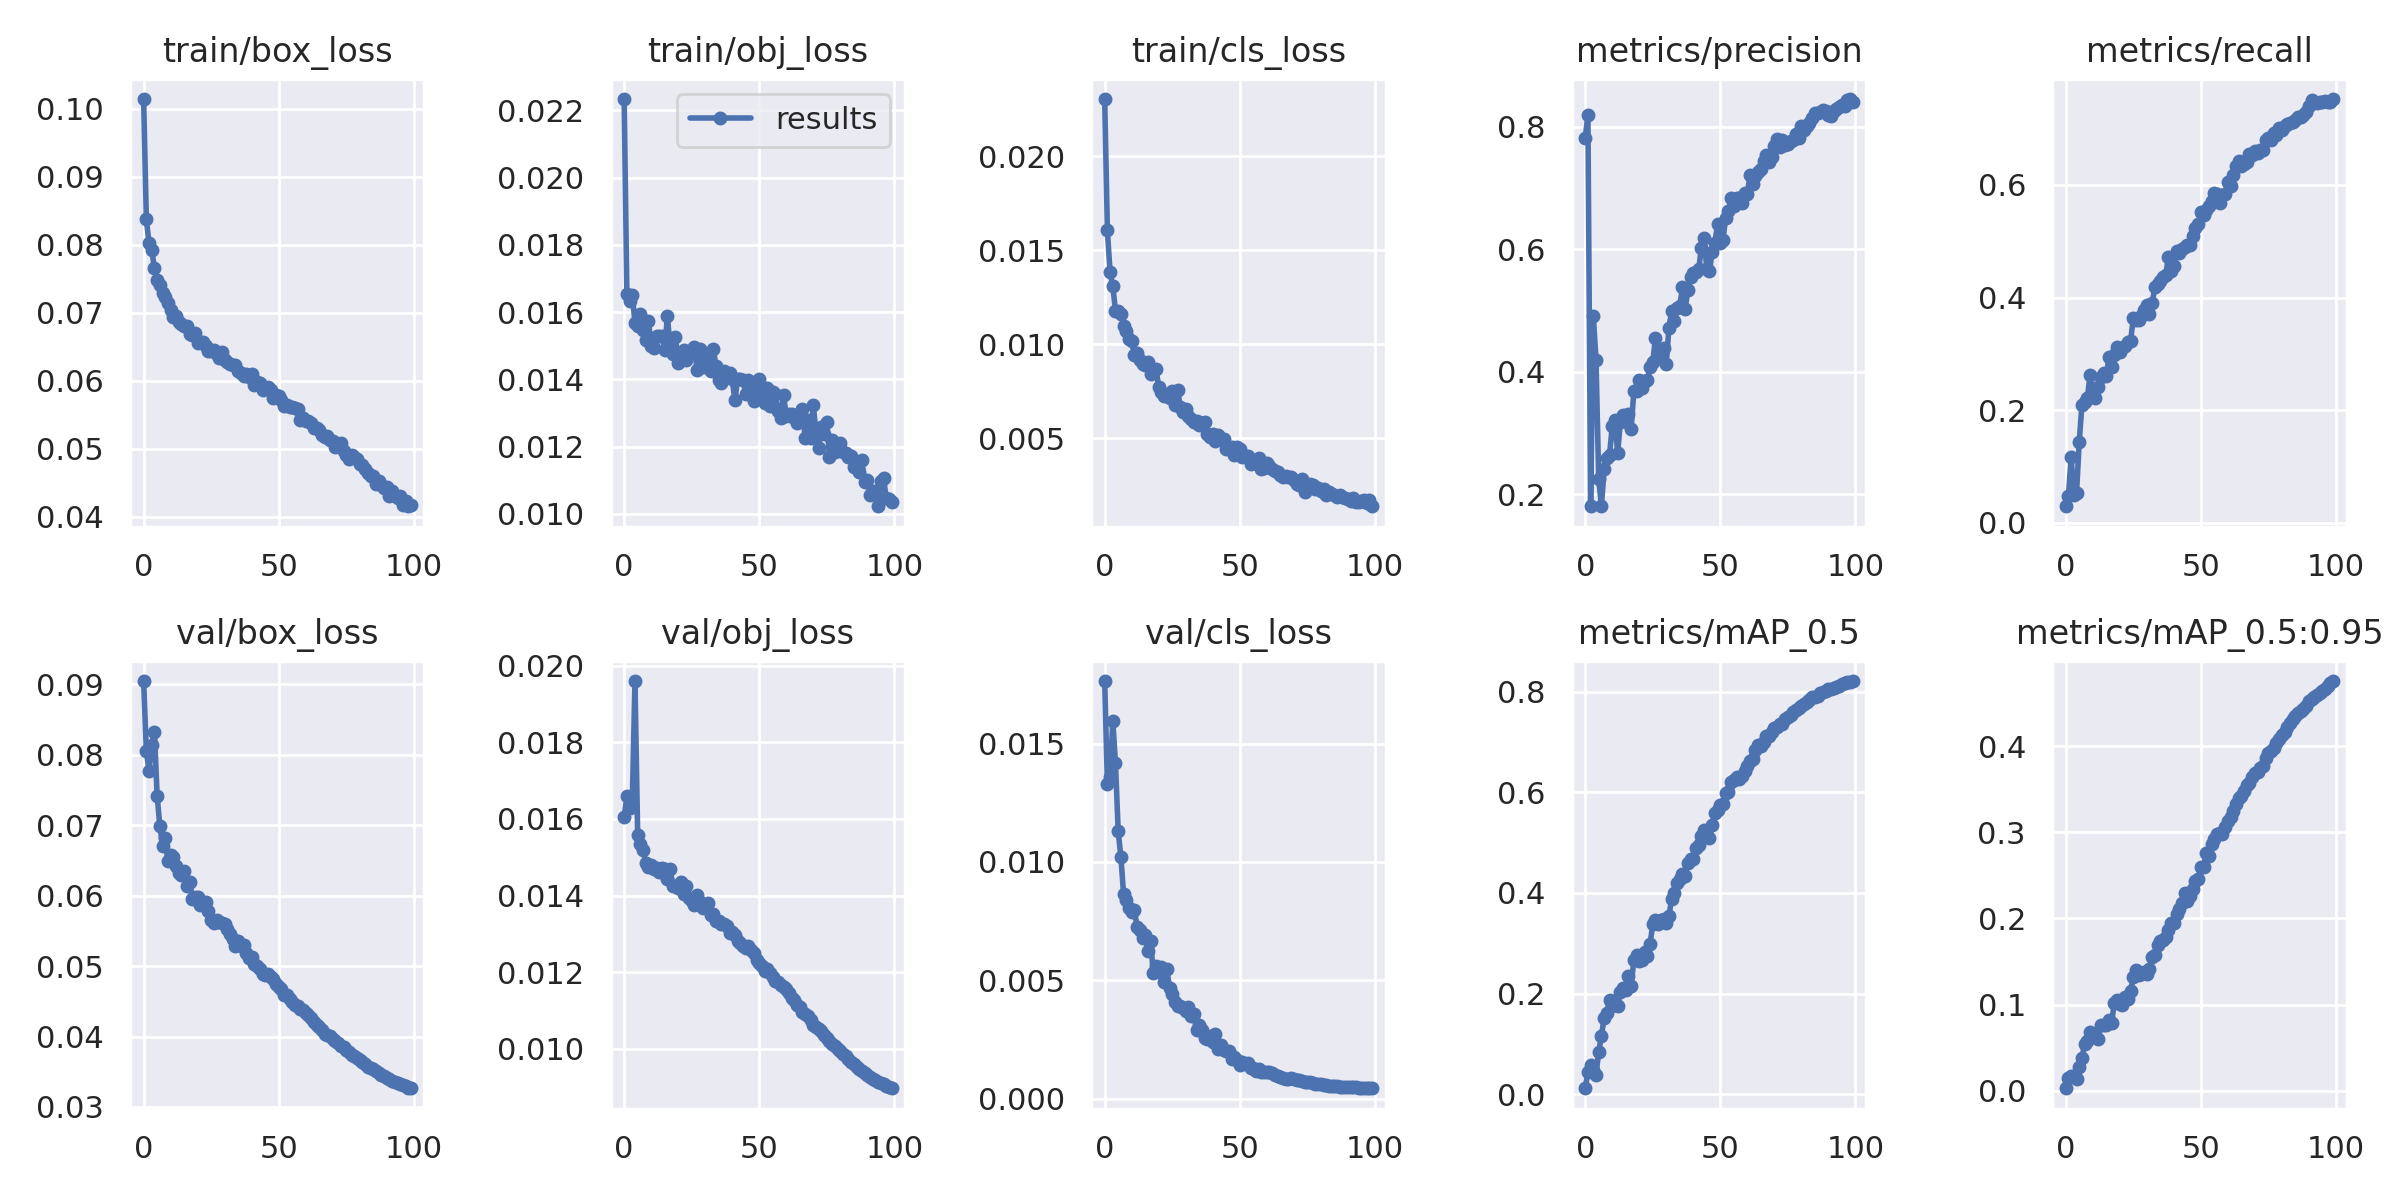 train/box_loss
0.10
0.09
0.08
0.07
0.06
0.05
0.04
0 50 100
train/obj_loss
results
0.022
0.020
0.018
0.016
0.014
0.012
0.010
0 50 100
train/cls_loss
0.020
0.015
0.010
0.005
0 50 100
metrics/precision
0.8
0.6
0.4
0.2
0 50 100
metrics/recall
0.6
0.4
0.2
0.0
0 50 100
val/box_loss
0.09
0.08
0.07
0.06
0.05
0.04
0.03
0 50 100
val/obj_loss
0.020
0.018
0.016
0.014
0.012
0.010
0 50 100
val/cls_loss
0.015
0.010
0.005
0.000
0 50 100
metrics/mAP_0.5
0.8
0.6
0.4
0.2
0.0
0 50 100
metrics/mAP_0.5:0.95
0.4
0.3
0.2
0.1
0.0
0 50 100